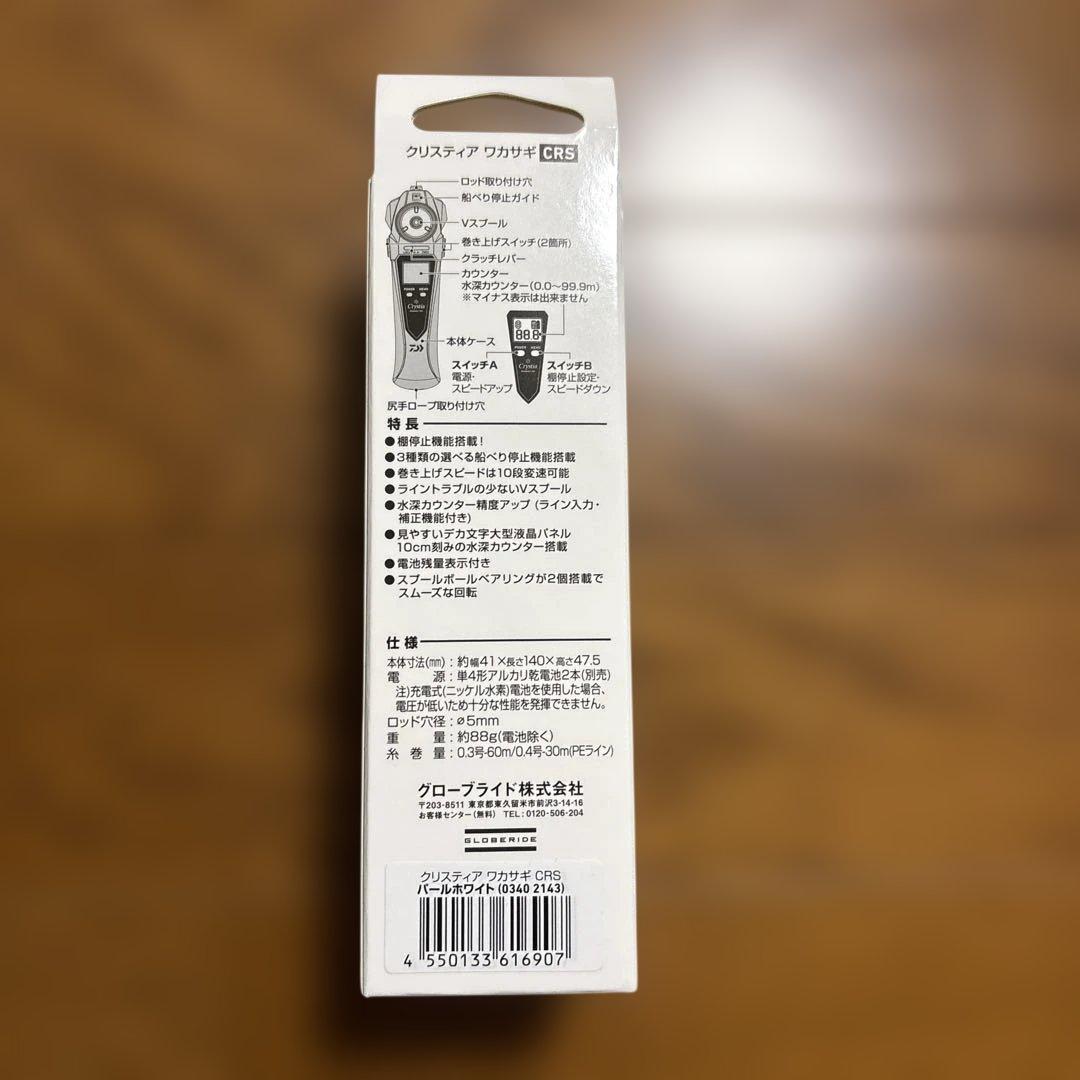 クリスティア ワカサギ CRS
ロッド取り付け穴
船べり停止ガイド
Vスプール
巻き上げスイッチ(2箇所)
クラッチレバー
カウンター
水深カウンター(0.0~99.9m)
※マイナス表示は出来ません
POWER MEMO
Crystia
本体ケース
88.8
POWER MEMO
Crystia
スイッチA
電源・
スピードアップ
スイッチB
棚停止設定・
スピードダウン
尻手ロープ取り付け穴
特長
●棚停止機能搭載!
●3種類の選べる船べり停止機能搭載
●巻き上げスピードは10段変速可能
●ライントラブルの少ないVスプール
●水深カウンター精度アップ (ライン入力・
補正機能付き)
●見やすいデカ文字大型液晶パネル
10cm刻みの水深カウンター搭載
●電池残量表示付き
●スプールボールベアリングが2個搭載で
スムーズな回転
仕様
本体寸法(mm) : 約幅41×長さ140×高さ47.5
電 源 : 単4形アルカリ乾電池2本(別売)
注)充電式(ニッケル水素)電池を使用した場合、
電圧が低いため十分な性能を発揮できません。
ロッド穴径 : ø5mm
重 量 : 約88g(電池除く)
糸 巻 量 : 0.3号-60m/0.4号-30m(PEライン)
グローブライド株式会社
〒203-8511 東京都東久留米市前沢3-14-16
お客様センター(無料) TEL:0120-506-204
GLOBERIDE
クリスティア ワカサギ CRS
パールホワイト(0340 2143)
4 550133 616907